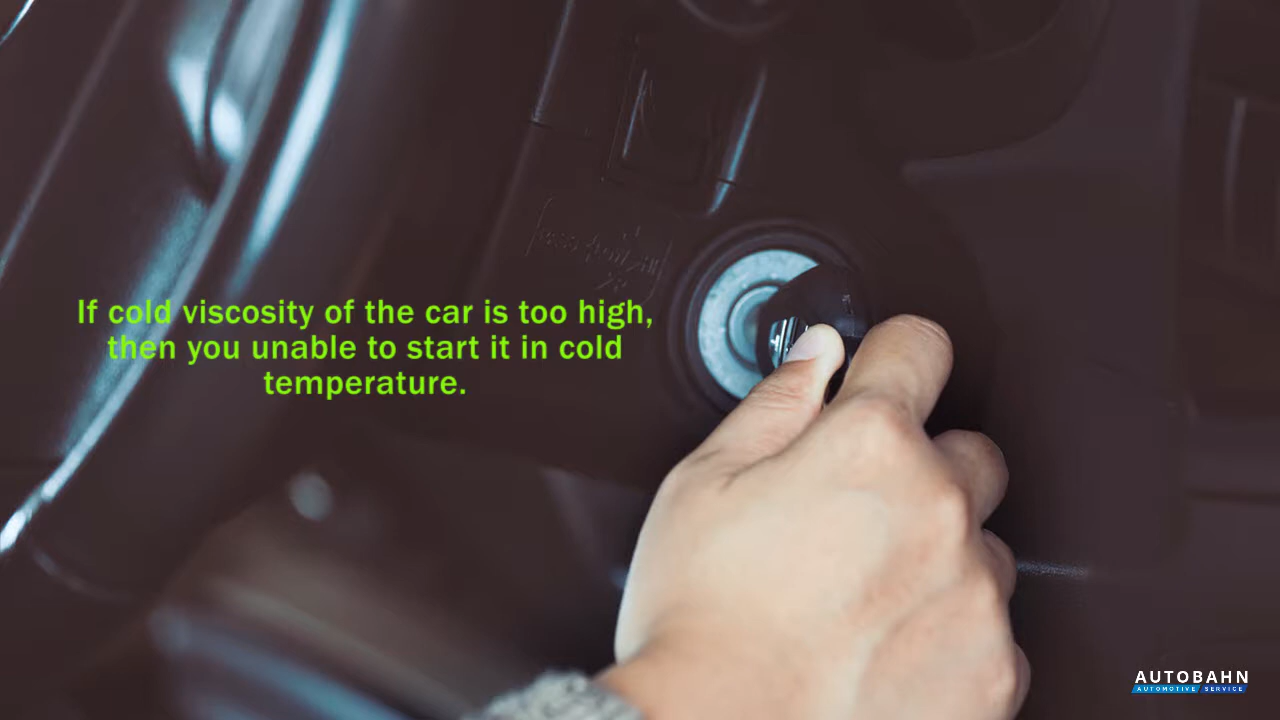 If cold viscosity of the car is too high,
then you unable to start it in cold
temperature.
AUTOBAHN
AUTOMOTIVE SERVICE